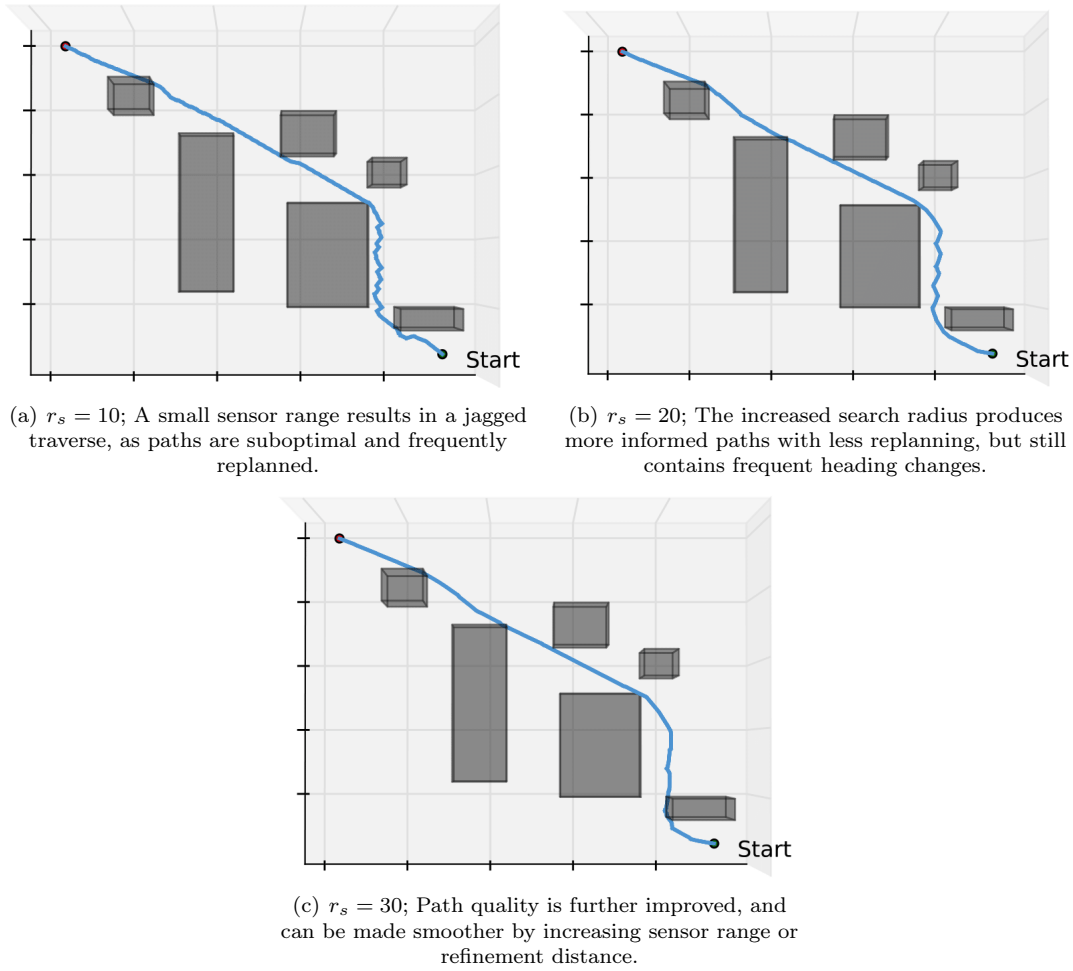 Start
(a) r_s = 10; A small sensor range results in a jagged
traverse, as paths are suboptimal and frequently
replanned.
Start
(b) r_s = 20; The increased search radius produces
more informed paths with less replanning, but still
contains frequent heading changes.
Start
(c) r_s = 30; Path quality is further improved, and
can be made smoother by increasing sensor range or
refinement distance.